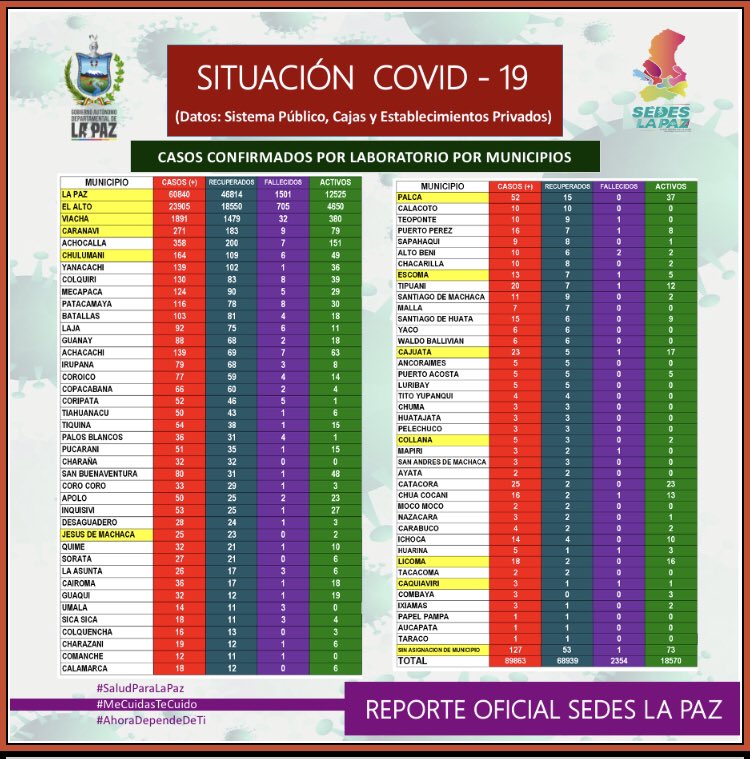 GOBIERNO AUTÓNOMO
DEPARTAMENTAL DE
LA PAZ
SITUACIÓN COVID - 19
(Datos: Sistema Público, Cajas y Establecimientos Privados)
SEDES
LA PAZ
CASOS CONFIRMADOS POR LABORATORIO POR MUNICIPIOS
MUNICIPIO CASOS (+) RECUPERADOS FALLECIDOS ACTIVOS
LA PAZ 60840 46814 1501 12525
EL ALTO 23905 18550 705 4650
VIACHA 1891 1479 32 380
CARANAVI 271 183 9 79
ACHOCALLA 358 200 7 151
CHULUMANI 164 109 6 49
YANACACHI 139 102 1 36
COLQUIRI 130 83 8 39
MECAPACA 124 90 5 29
PATACAMAYA 116 78 8 30
BATALLAS 103 81 4 18
LAJA 92 75 6 11
GUANAY 88 68 2 18
ACHACACHI 139 69 7 63
IRUPANA 79 68 3 8
COROICO 77 59 4 14
COPACABANA 66 60 2 4
CORIPATA 52 46 5 1
TIAHUANACU 50 43 1 6
TIQUINA 54 38 1 15
PALOS BLANCOS 36 31 4 1
PUCARANI 51 35 1 15
CHARAÑA 32 32 0 0
SAN BUENAVENTURA 80 31 1 48
CORO CORO 33 29 1 3
APOLO 50 25 2 23
INQUISIVI 53 25 1 27
DESAGUADERO 28 24 1 3
JESUS DE MACHACA 25 23 0 2
QUIME 32 21 1 10
SORATA 27 21 0 6
LA ASUNTA 26 17 3 6
CAIROMA 36 17 1 18
GUAQUI 32 12 1 19
UMALA 14 11 3 0
SICA SICA 18 11 3 4
COLQUENCHA 16 13 0 3
CHARAZANI 19 12 1 6
COMANCHE 12 11 1 0
CALAMARCA 18 12 0 6
MUNICIPIO CASOS (+) RECUPERADOS FALLECIDOS ACTIVOS
PALCA 52 15 0 37
CALACOTO 10 10 0 0
TEOPONTE 10 9 1 0
PUERTO PEREZ 16 7 1 8
SAPAHAQUI 9 8 0 1
ALTO BENI 10 6 2 2
CHACARILLA 10 8 0 2
ESCOMA 13 7 1 5
TIPUANI 20 7 1 12
SANTIAGO DE MACHACA 11 9 0 2
MALLA 7 7 0 0
SANTIAGO DE HUATA 15 6 0 9
YACO 6 6 0 0
WALDO BALLIVIAN 6 6 0 0
CAJUATA 23 5 1 17
ANCORAIMES 5 5 0 0
PUERTO ACOSTA 5 5 0 5
LURIBAY 5 5 0 0
TITO YUPANQUI 4 4 0 0
CHUMA 3 3 0 0
HUATAJATA 3 3 0 0
PELECHUCO 3 3 0 0
COLLANA 5 3 0 2
MAPIRI 3 2 1 0
SAN ANDRES DE MACHACA 3 2 0 0
AYATA 2 2 0 0
CATACORA 25 2 0 23
CHUA COCANI 16 2 1 13
MOCO MOCO 2 2 0 0
NAZACARA 3 2 0 1
CARABUCO 4 2 0 2
ICHOCA 14 4 0 10
HUARINA 5 1 1 3
LICOMA 18 2 0 16
TACACOMA 2 2 0 0
CAQUIAVIRI 3 1 1 1
COMBAYA 3 0 0 3
IXIAMAS 3 1 0 2
PAPEL PAMPA 1 1 0 0
AUCAPATA 1 1 0 0
TARACO 1 1 0 0
SIN ASIGNACION DE MUNICIPIO 127 53 1 73
TOTAL 89863 68939 2354 18570
#SaludParaLaPaz
#MeCuidasTeCuido
#AhoraDependeDeTi
REPORTE OFICIAL SEDES LA PAZ